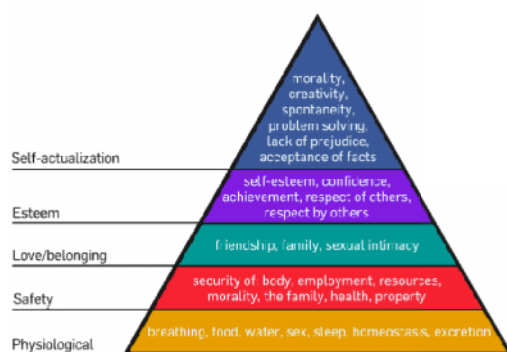 morality,
creativity,
spontaneity,
problem solving,
lack of prejudice,
acceptance of facts
Self-actualization
self-esteem, confidence,
achievement, respect of others,
respect by others
Esteem
friendship, family, sexual intimacy
Love/belonging
security of: body, employment, resources,
morality, the family, health, property
Safety
breathing, food, water, sex, sleep, homeostasis, excretion
Physiological